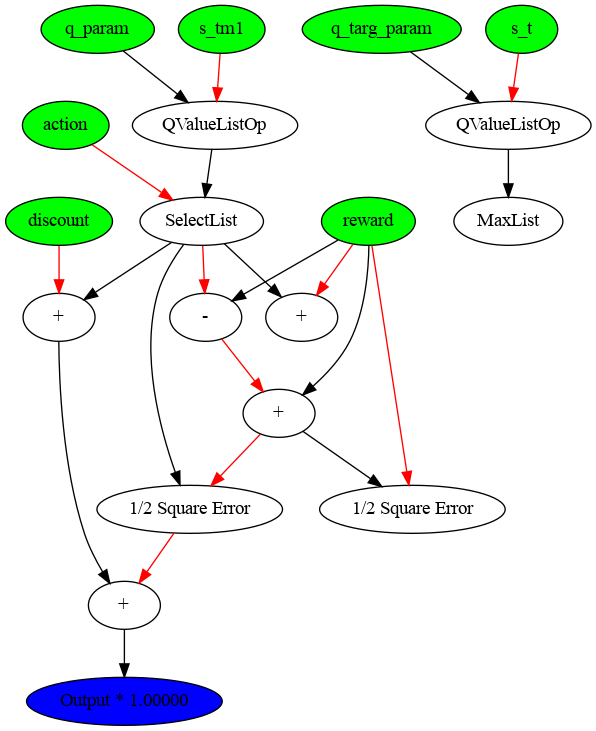 q_param
s_tm1
q_targ_param
s_t
action
QValueListOp
QValueListOp
discount
SelectList
reward
MaxList
+
-
+
+
1/2 Square Error
1/2 Square Error
+
Output * 1.00000